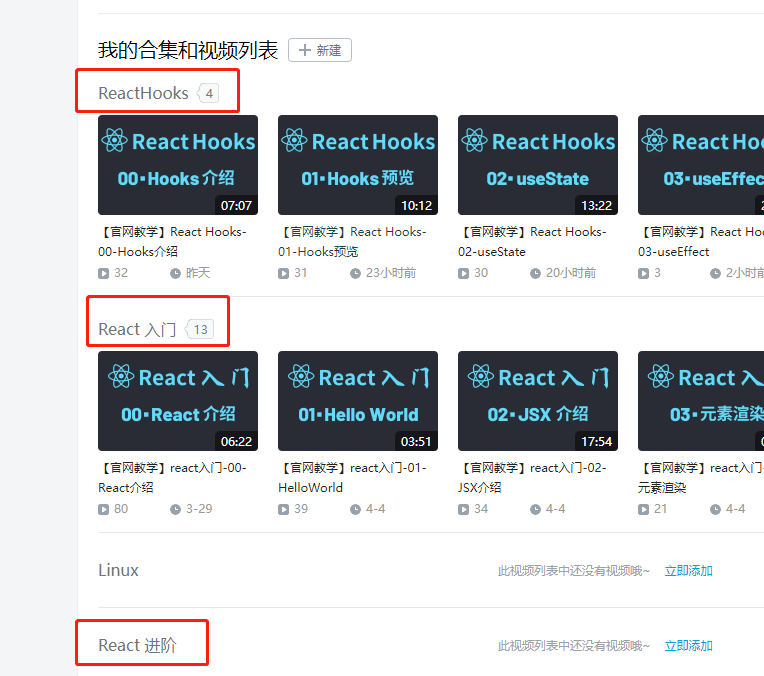 我的合集和视频列表 新建
ReactHooks 4
React Hooks React Hooks React Hooks React Hoo
00·Hooks 介绍 01·Hooks 预览 02·useState 03·useEffec
07:07 10:12 13:22 2
【官网教学】React Hooks- 【官网教学】React Hooks- 【官网教学】React Hooks- 【官网教学】React Hoo
00-Hooks介绍 01-Hooks预览 02-useState 03-useEffect
32 昨天 31 23小时前 30 20小时前 3 2小时前
React 入门 13
React 入门 React 入门 React 入门 React 入
00·React 介绍 01·Hello World 02·JSX 介绍 03·元素渲染
06:22 03:51 17:54
【官网教学】react入门-00- 【官网教学】react入门-01- 【官网教学】react入门-02- 【官网教学】react入门-
React介绍 HelloWorld JSX介绍 元素渲染
80 3-29 39 4-4 34 4-4 21 4-4
Linux 此视频列表中还没有视频哦~ 立即添加
React 进阶 此视频列表中还没有视频哦~ 立即添加